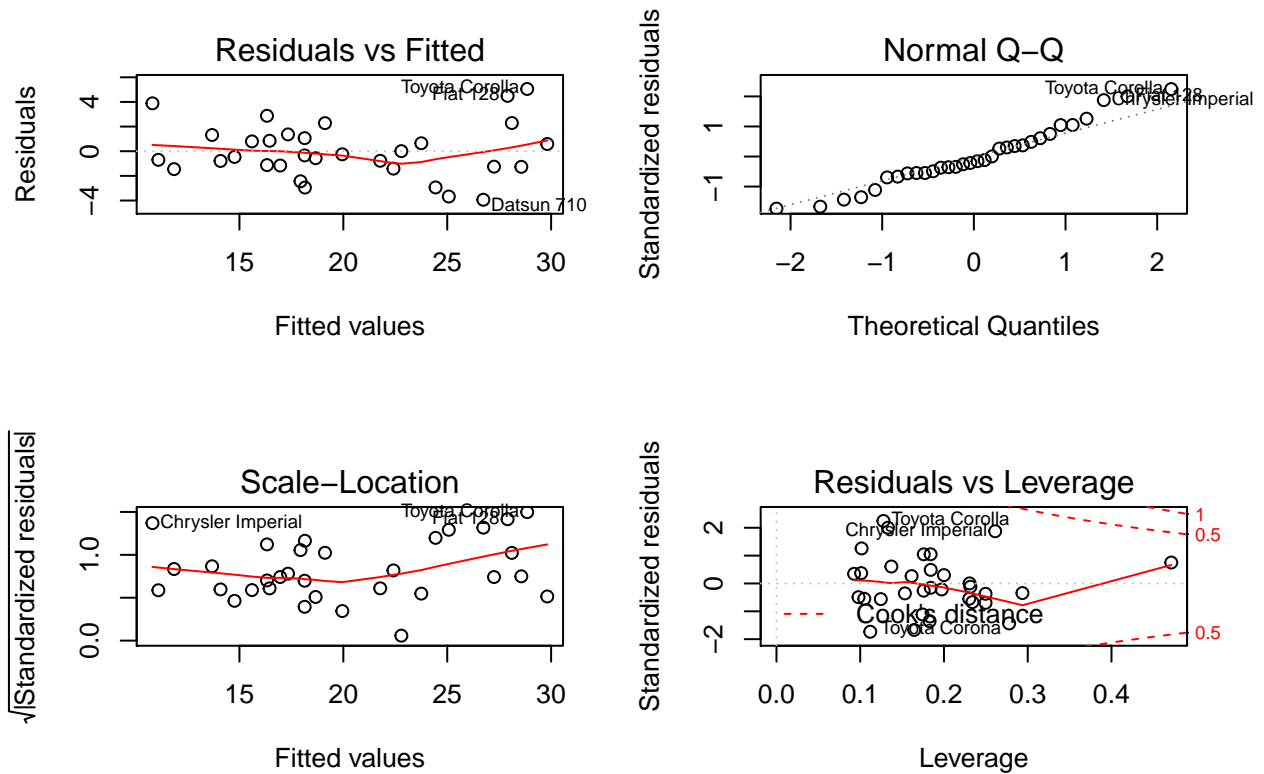 Residuals vs Fitted
Residuals
4
0
−4
Toyota Corolla
Fiat 128
Datsun 710
15 20 25 30
Fitted values
Normal Q−Q
Standardized residuals
1
−1
Toyota Corolla
Fiat 128
Chrysler Imperial
−2 −1 0 1 2
Theoretical Quantiles
Scale−Location
√|Standardized residuals|
1.0
0.0
Toyota Corolla
Fiat 128
Chrysler Imperial
15 20 25 30
Fitted values
Residuals vs Leverage
Standardized residuals
2
0
−2
Toyota Corolla
Chrysler Imperial
Cook's distance
Toyota Corona
1
0.5
0.5
0.0 0.1 0.2 0.3 0.4
Leverage